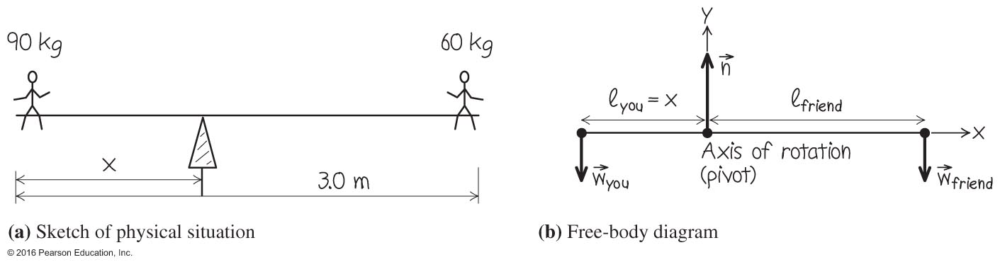 90 kg
60 kg
x
3.0 m
(a) Sketch of physical situation
© 2016 Pearson Education, Inc.
y
n
ℓyou = x
ℓfriend
x
Axis of rotation
(pivot)
wyou
wfriend
(b) Free-body diagram